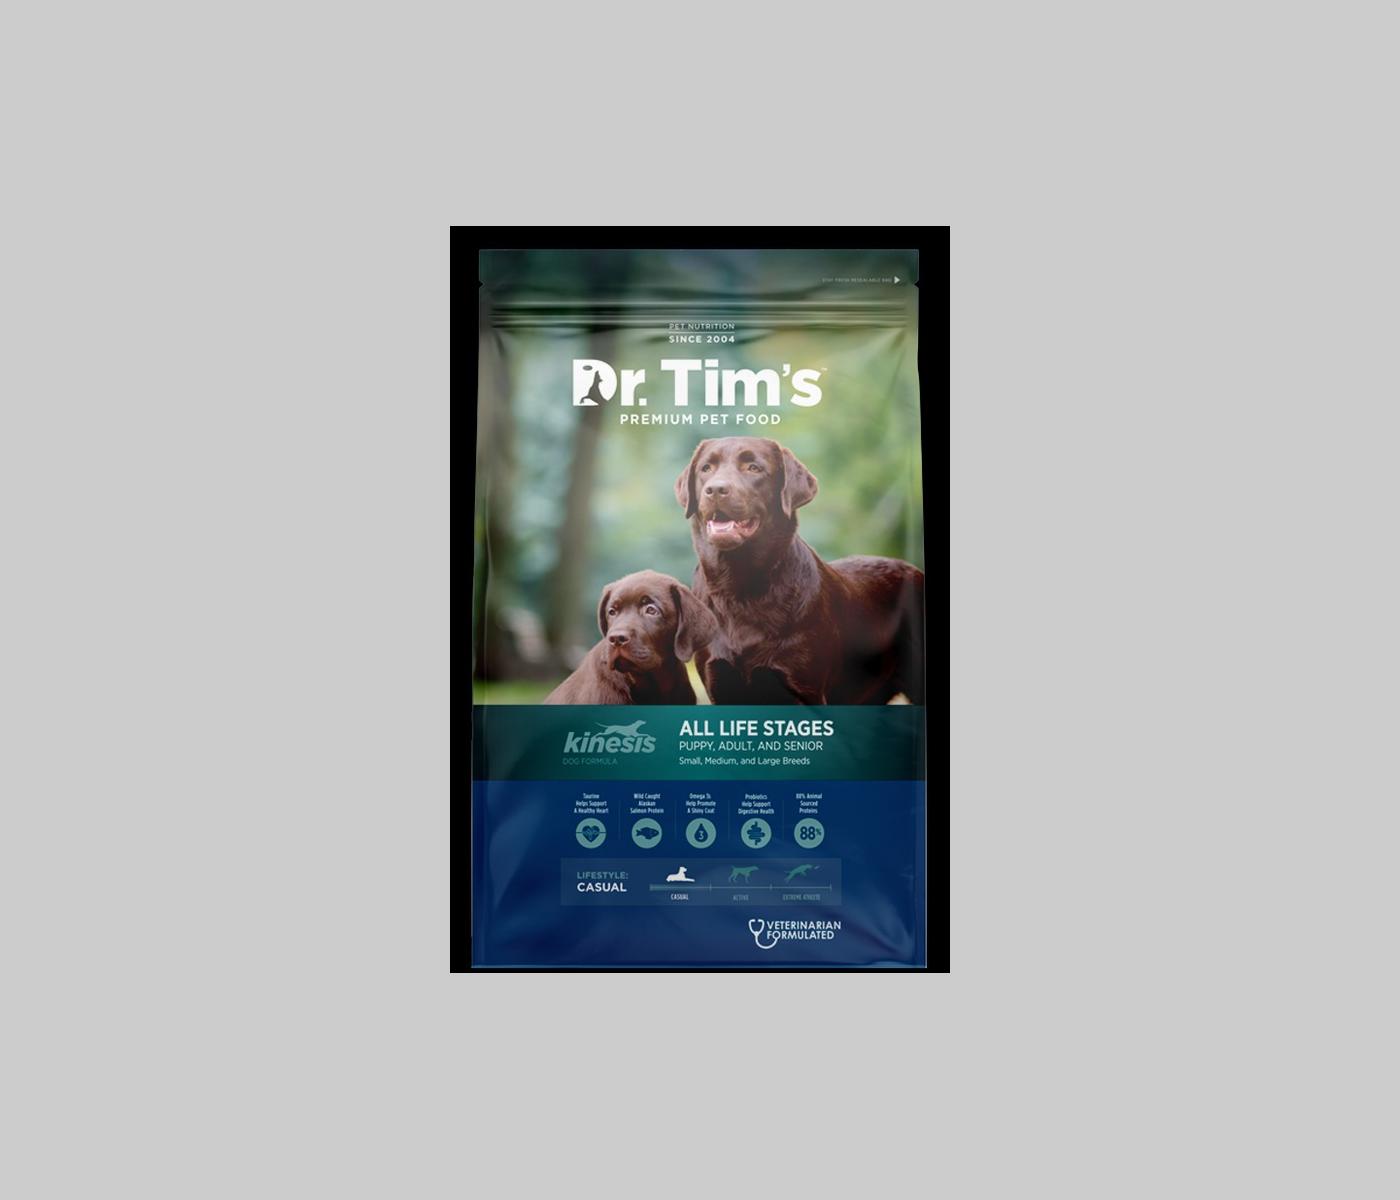 STAY FRESH RESEALABLE BAG
PET NUTRITION
SINCE 2004
Dr. Tim's™
PREMIUM PET FOOD
kinesis
DOG FORMULA
ALL LIFE STAGES
PUPPY, ADULT, AND SENIOR
Small, Medium, and Large Breeds
Taurine
Helps Support
A Healthy Heart
Wild Caught
Alaskan
Salmon Protein
Omega 3s
Help Promote
A Shiny Coat
3
Probiotics
Help Support
Digestive Health
88% Animal
Sourced
Proteins
88%
LIFESTYLE:
CASUAL
CASUAL
ACTIVE
EXTREME ATHLETE
VETERINARIAN
FORMULATED